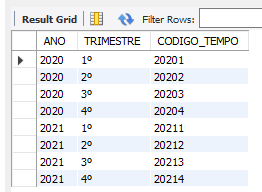 Result Grid Filter Rows:
ANO TRIMESTRE CODIGO_TEMPO
2020 1º 20201
2020 2º 20202
2020 3º 20203
2020 4º 20204
2021 1º 20211
2021 2º 20212
2021 3º 20213
2021 4º 20214